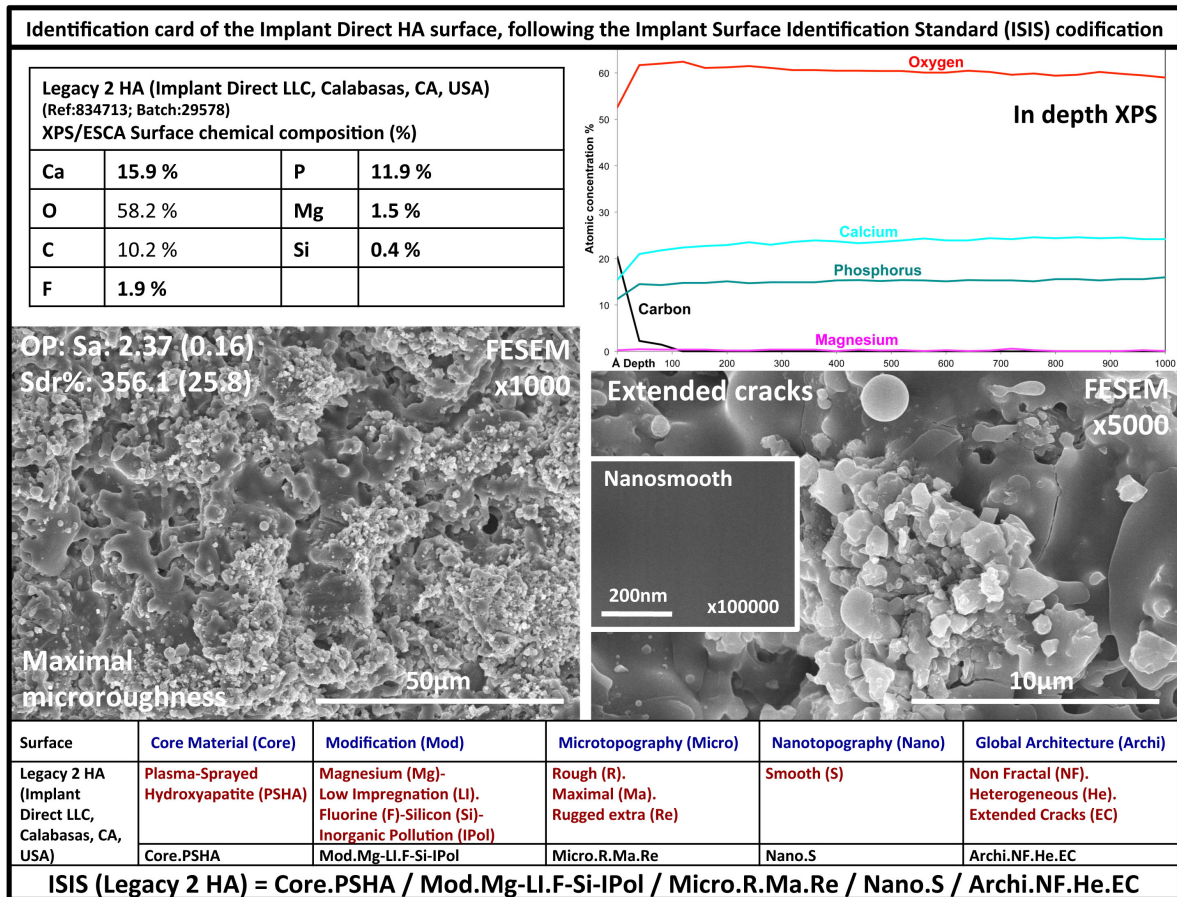 Identification card of the Implant Direct HA surface, following the Implant Surface Identification Standard (ISIS) codification
Legacy 2 HA (Implant Direct LLC, Calabasas, CA, USA)
(Ref:834713; Batch:29578)
XPS/ESCA Surface chemical composition (%)
Ca 15.9 % P 11.9 %
O 58.2 % Mg 1.5 %
C 10.2 % Si 0.4 %
F 1.9 %
In depth XPS
Atomic concentration %
60
50
40
30
20
10
0
Oxygen
Calcium
Phosphorus
Carbon
Magnesium
Å Depth 100 200 300 400 500 600 700 800 900 1000
OP: Sa: 2.37 (0.16)
Sdr%: 356.1 (25.8)
FESEM
x1000
Maximal
microroughness
50µm
Extended cracks
FESEM
x5000
Nanosmooth
200nm
x100000
10µm
Surface Core Material (Core) Modification (Mod) Microtopography (Micro) Nanotopography (Nano) Global Architecture (Archi)
Legacy 2 HA Plasma-Sprayed Magnesium (Mg)- Rough (R). Smooth (S) Non Fractal (NF).
(Implant Hydroxyapatite (PSHA) Low Impregnation (LI). Maximal (Ma). Heterogeneous (He).
Direct LLC, Fluorine (F)-Silicon (Si)- Rugged extra (Re) Extended Cracks (EC)
Calabasas, CA, Inorganic Pollution (IPol)
USA) Core.PSHA Mod.Mg-LI.F-Si-IPol Micro.R.Ma.Re Nano.S Archi.NF.He.EC
ISIS (Legacy 2 HA) = Core.PSHA / Mod.Mg-LI.F-Si-IPol / Micro.R.Ma.Re / Nano.S / Archi.NF.He.EC